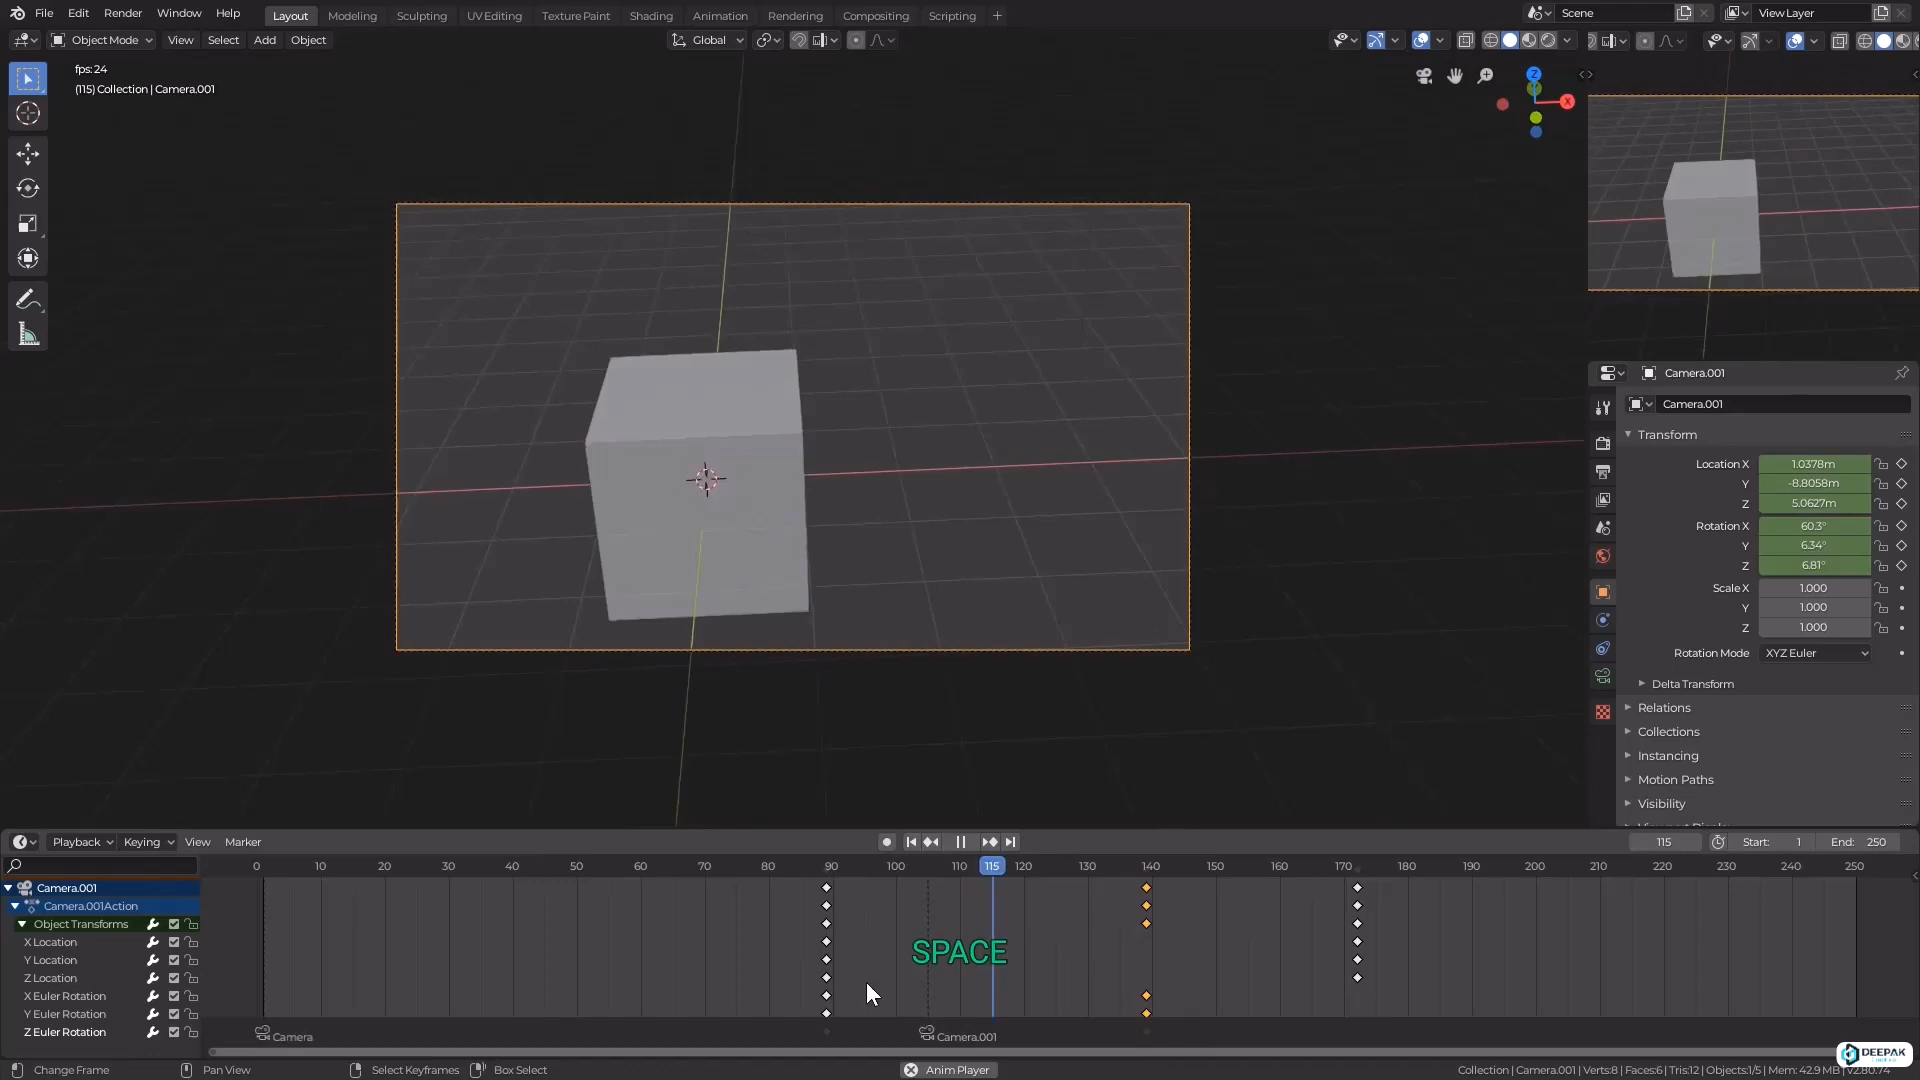 File Edit Render Window Help Layout Modeling Sculpting UV Editing Texture Paint Shading Animation Rendering Compositing Scripting Scene View Layer
Object Mode View Select Add Object Global
fps: 24
(115) Collection | Camera.001
Z
X
Camera.001
Camera.001
Transform
Location X 1.0378m
Y -8.8058m
Z 5.0627m
Rotation X 60.3°
Y 6.34°
Z 6.81°
Scale X 1.000
Y 1.000
Z 1.000
Rotation Mode XYZ Euler
Delta Transform
Relations
Collections
Instancing
Motion Paths
Visibility
Playback Keying View Marker 115 Start: 1 End: 250
0 10 20 30 40 50 60 70 80 90 100 110 115 120 130 140 150 160 170 180 190 200 210 220 230 240 250
Camera.001
Camera.001Action
Object Transforms
X Location
Y Location
Z Location
X Euler Rotation
Y Euler Rotation
Z Euler Rotation
SPACE
Camera Camera.001
Change Frame Pan View Select Keyframes Box Select Anim Player Collection | Camera.001 | Verts:8 | Faces:6 | Tris:12 | Objects:1/5 | Mem: 42.9 MB | v2.80.74
DEEPAK